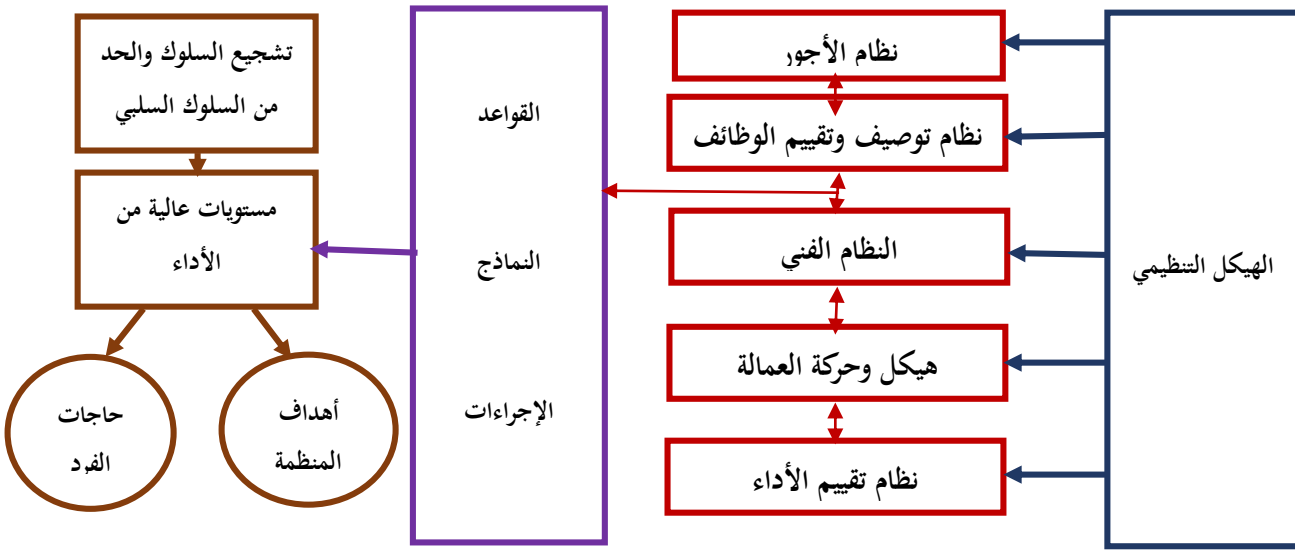 الهيكل التنظيمي
نظام الأجور
نظام توصيف وتقييم الوظائف
النظام الفني
هيكل وحركة العمالة
نظام تقييم الأداء
القواعد
النماذج
الإجراءات
تشجيع السلوك والحد
من السلوك السلبي
مستويات عالية من
الأداء
أهداف
المنظمة
حاجات
الفرد